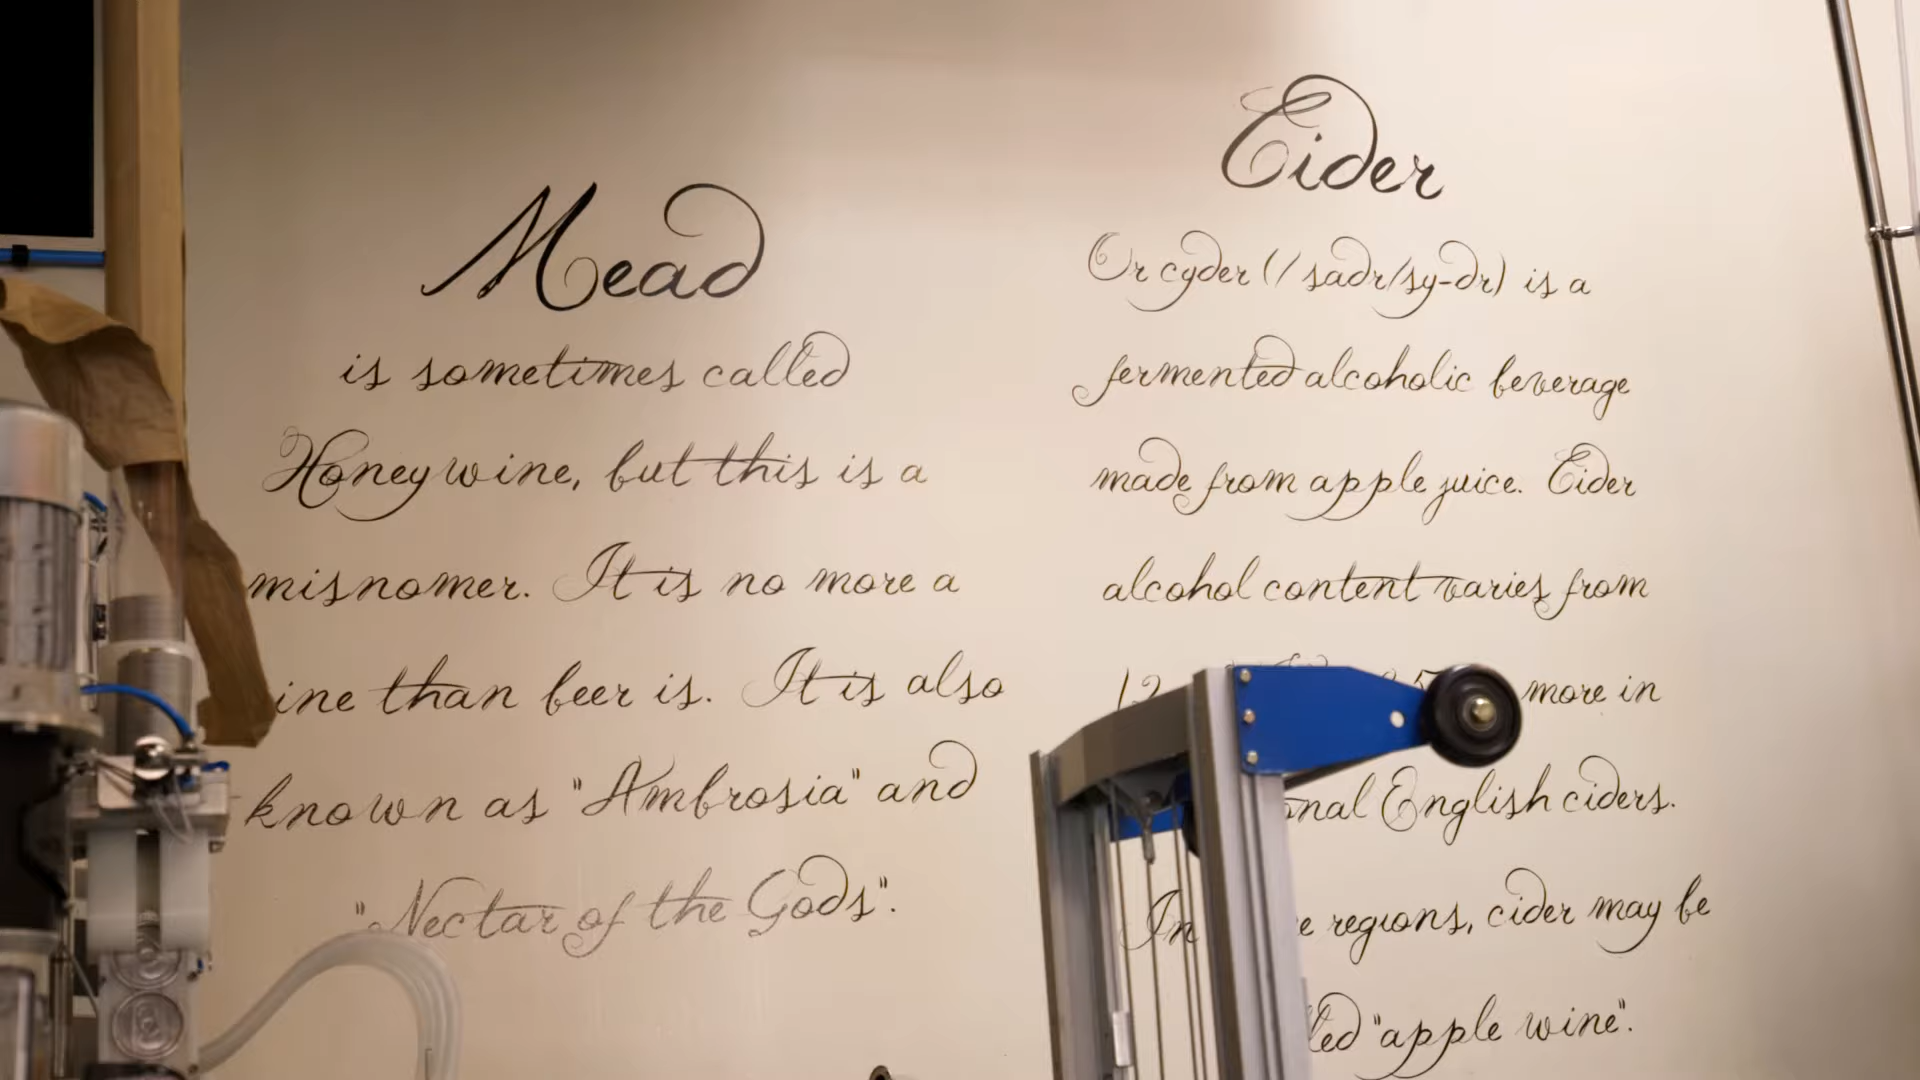 Mead
is sometimes called
Honey wine, but this is a
misnomer. It is no more a
than beer is. It is also
known as "Ambrosia" and
"Nectar of the Gods".
Cider
Or cyder (/ sadr/sy-dr) is a
fermented alcoholic beverage
made from apple juice. Cider
alcohol content varies from
more in
English ciders.
In regions, cider may be
"apple wine".